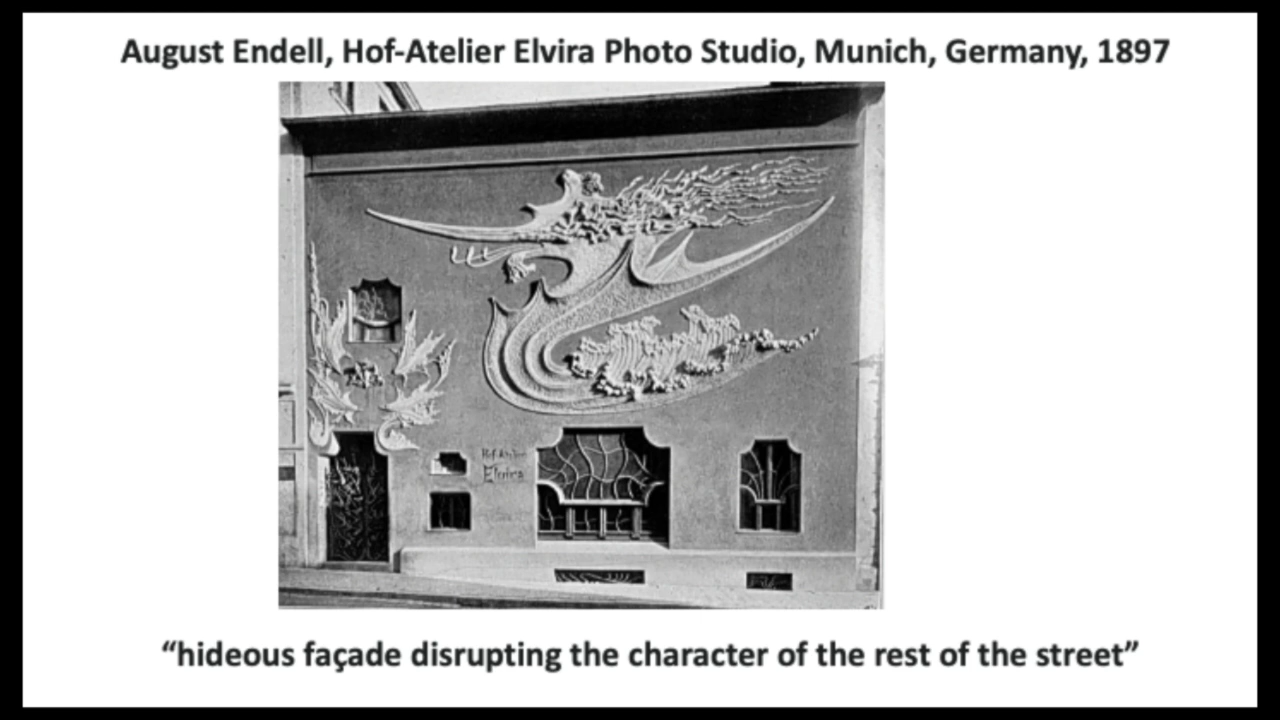 August Endell, Hof-Atelier Elvira Photo Studio, Munich, Germany, 1897
Hof-Atelier
Elvira
“hideous façade disrupting the character of the rest of the street”